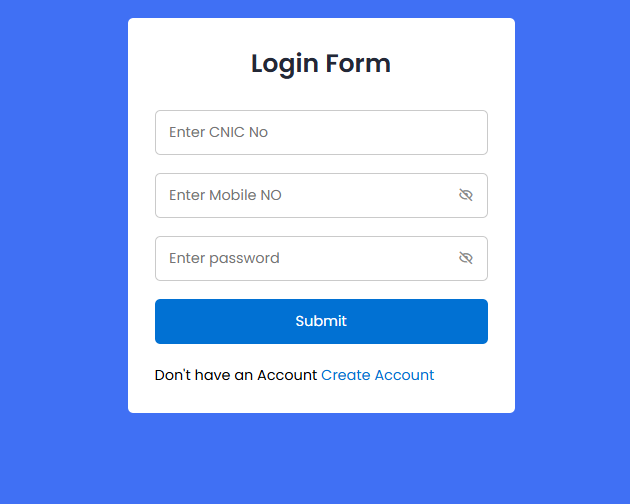 Login Form
Enter CNIC No
Enter Mobile NO
Enter password
Submit
Don't have an Account Create Account